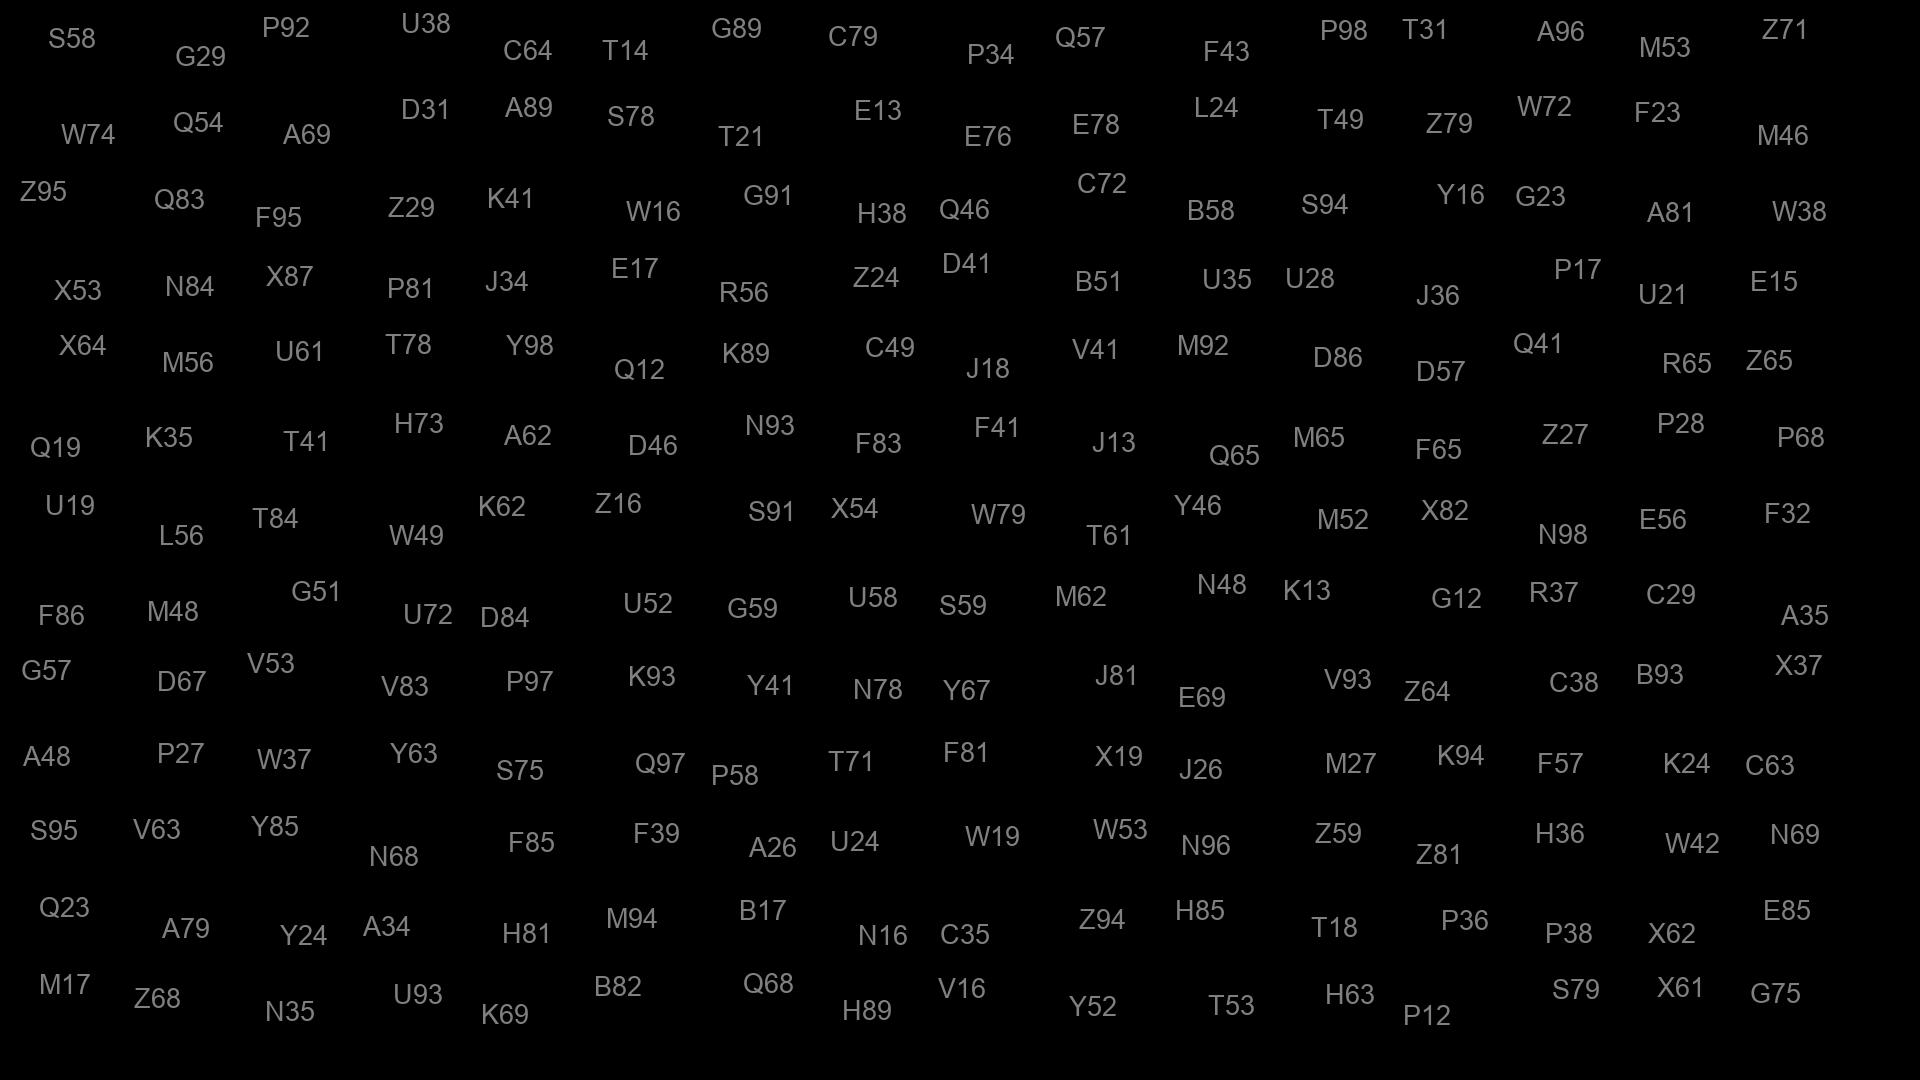 S58 G29 P92 U38 C64 T14 G89 C79 P34 Q57 F43 P98 T31 A96 M53 Z71
W74 Q54 A69 D31 A89 S78 T21 E13 E76 E78 L24 T49 Z79 W72 F23 M46
Z95 Q83 F95 Z29 K41 W16 G91 H38 Q46 C72 B58 S94 Y16 G23 A81 W38
X53 N84 X87 P81 J34 E17 R56 Z24 D41 B51 U35 U28 J36 P17 U21 E15
X64 M56 U61 T78 Y98 Q12 K89 C49 J18 V41 M92 D86 D57 Q41 R65 Z65
Q19 K35 T41 H73 A62 D46 N93 F83 F41 J13 Q65 M65 F65 Z27 P28 P68
U19 L56 T84 W49 K62 Z16 S91 X54 W79 T61 Y46 M52 X82 N98 E56 F32
F86 M48 G51 U72 D84 U52 G59 U58 S59 M62 N48 K13 G12 R37 C29 A35
G57 D67 V53 V83 P97 K93 Y41 N78 Y67 J81 E69 V93 Z64 C38 B93 X37
A48 P27 W37 Y63 S75 Q97 P58 T71 F81 X19 J26 M27 K94 F57 K24 C63
S95 V63 Y85 N68 F85 F39 A26 U24 W19 W53 N96 Z59 Z81 H36 W42 N69
Q23 A79 Y24 A34 H81 M94 B17 N16 C35 Z94 H85 T18 P36 P38 X62 E85
M17 Z68 N35 U93 K69 B82 Q68 H89 V16 Y52 T53 H63 P12 S79 X61 G75